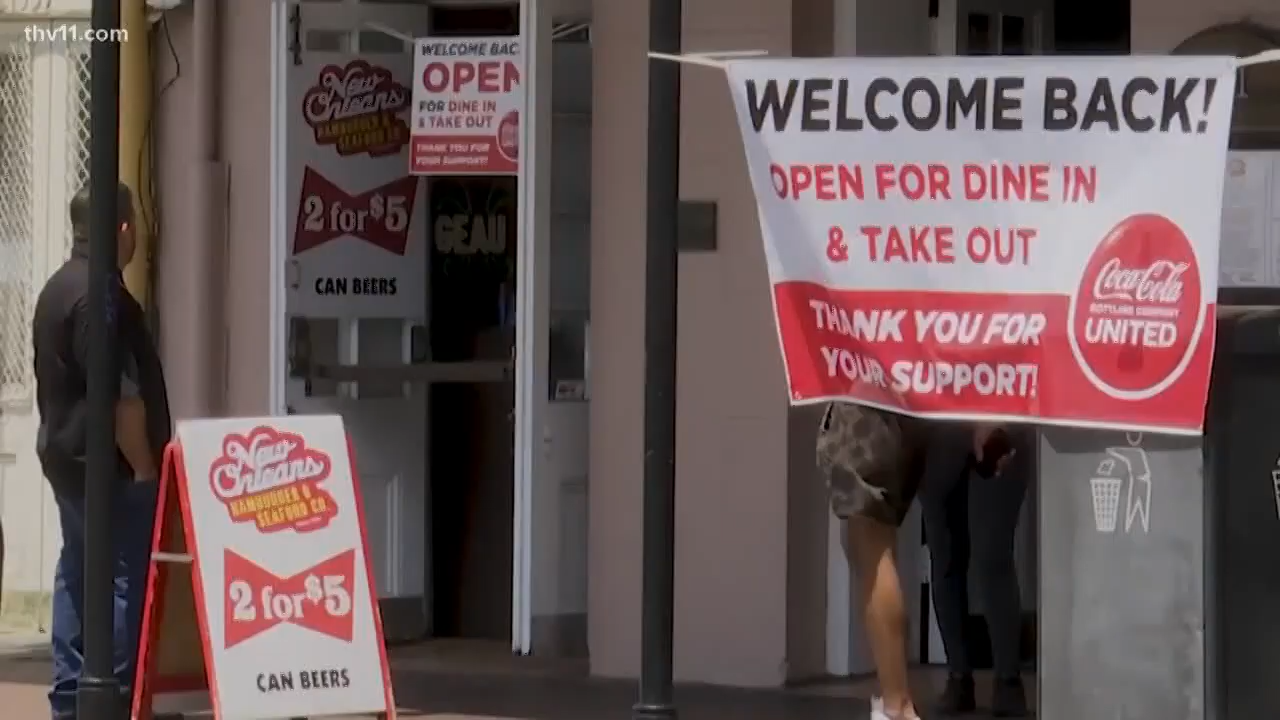 thv11.com
New
Orleans
HAMBURGER &
SEAFOOD CO.
2 for $5
CAN BEERS
WELCOME BAC
OPEN
FOR DINE IN
& TAKE OUT
THANK YOU FOR
YOUR SUPPORT!
GEAU
WELCOME BACK!
OPEN FOR DINE IN
& TAKE OUT
THANK YOU FOR
YOUR SUPPORT!
Coca-Cola
BOTTLING COMPANY
UNITED
New
Orleans
HAMBURGER &
SEAFOOD CO.
2 for $5
CAN BEERS